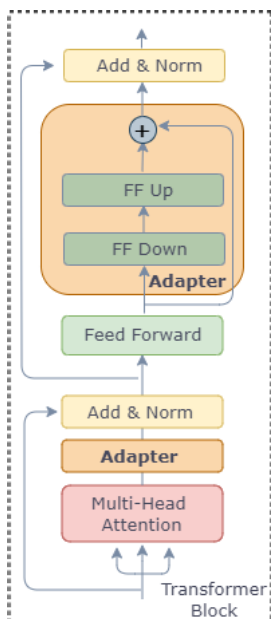 Add & Norm
+
FF Up
FF Down
Adapter
Feed Forward
Add & Norm
Adapter
Multi-Head
Attention
Transformer
Block